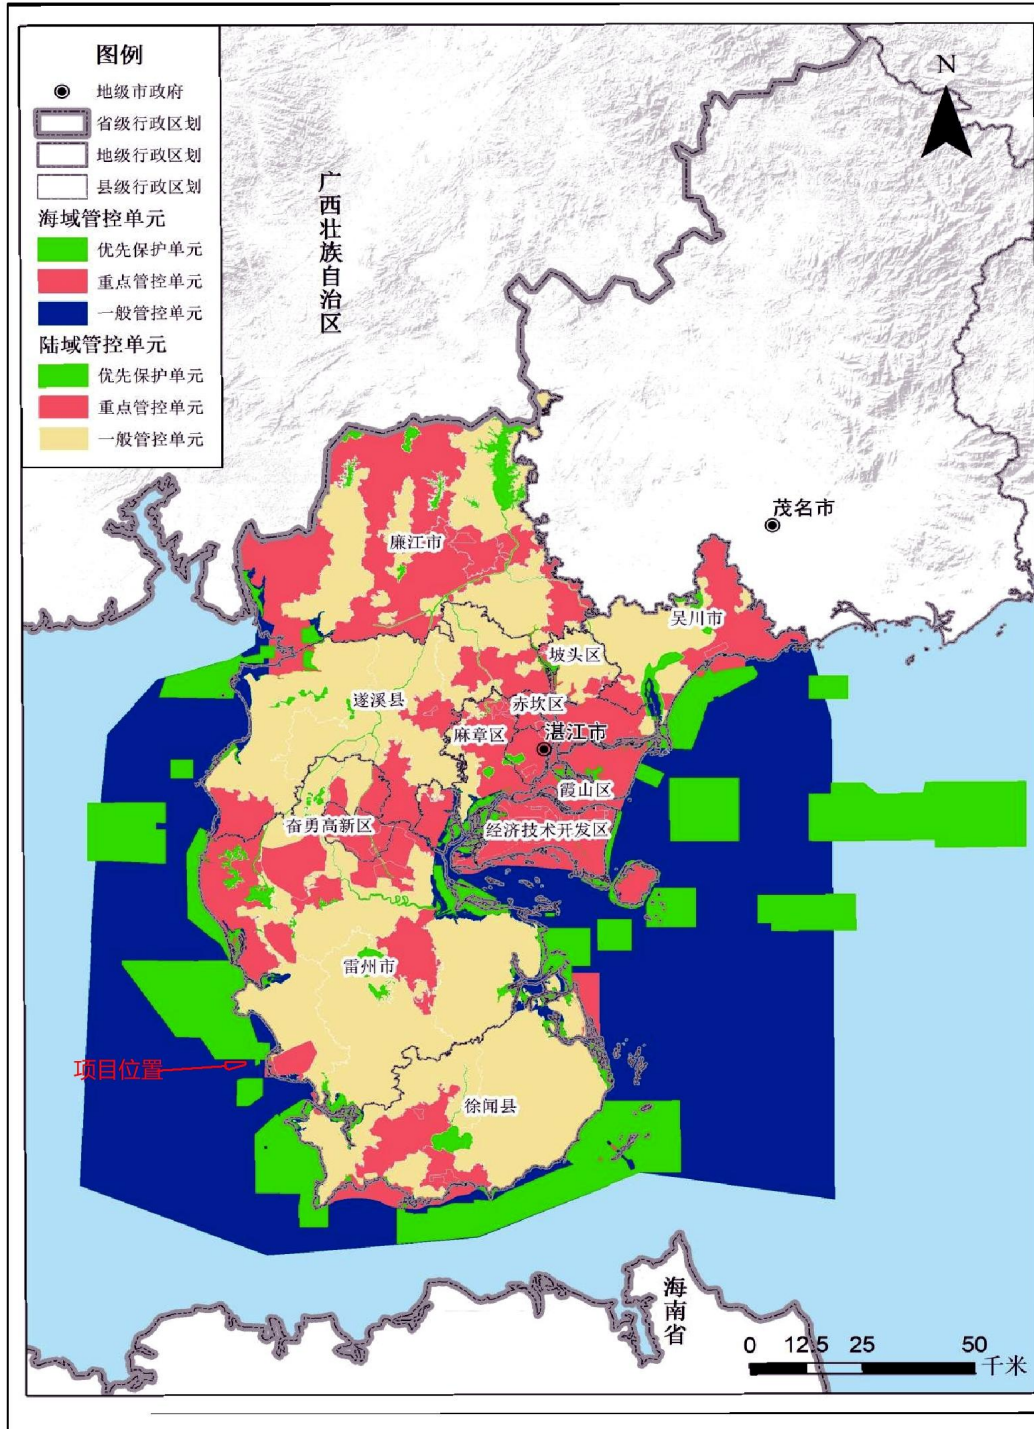 图例
地级市政府
省级行政区划
地级行政区划
县级行政区划
海域管控单元
优先保护单元
重点管控单元
一般管控单元
陆域管控单元
优先保护单元
重点管控单元
一般管控单元
N
广西壮族自治区
茂名市
廉江市
吴川市
坡头区
遂溪县
赤坎区
麻章区
湛江市
霞山区
奋勇高新区
经济技术开发区
雷州市
项目位置
徐闻县
海南省
0 12.5 25 50
千米